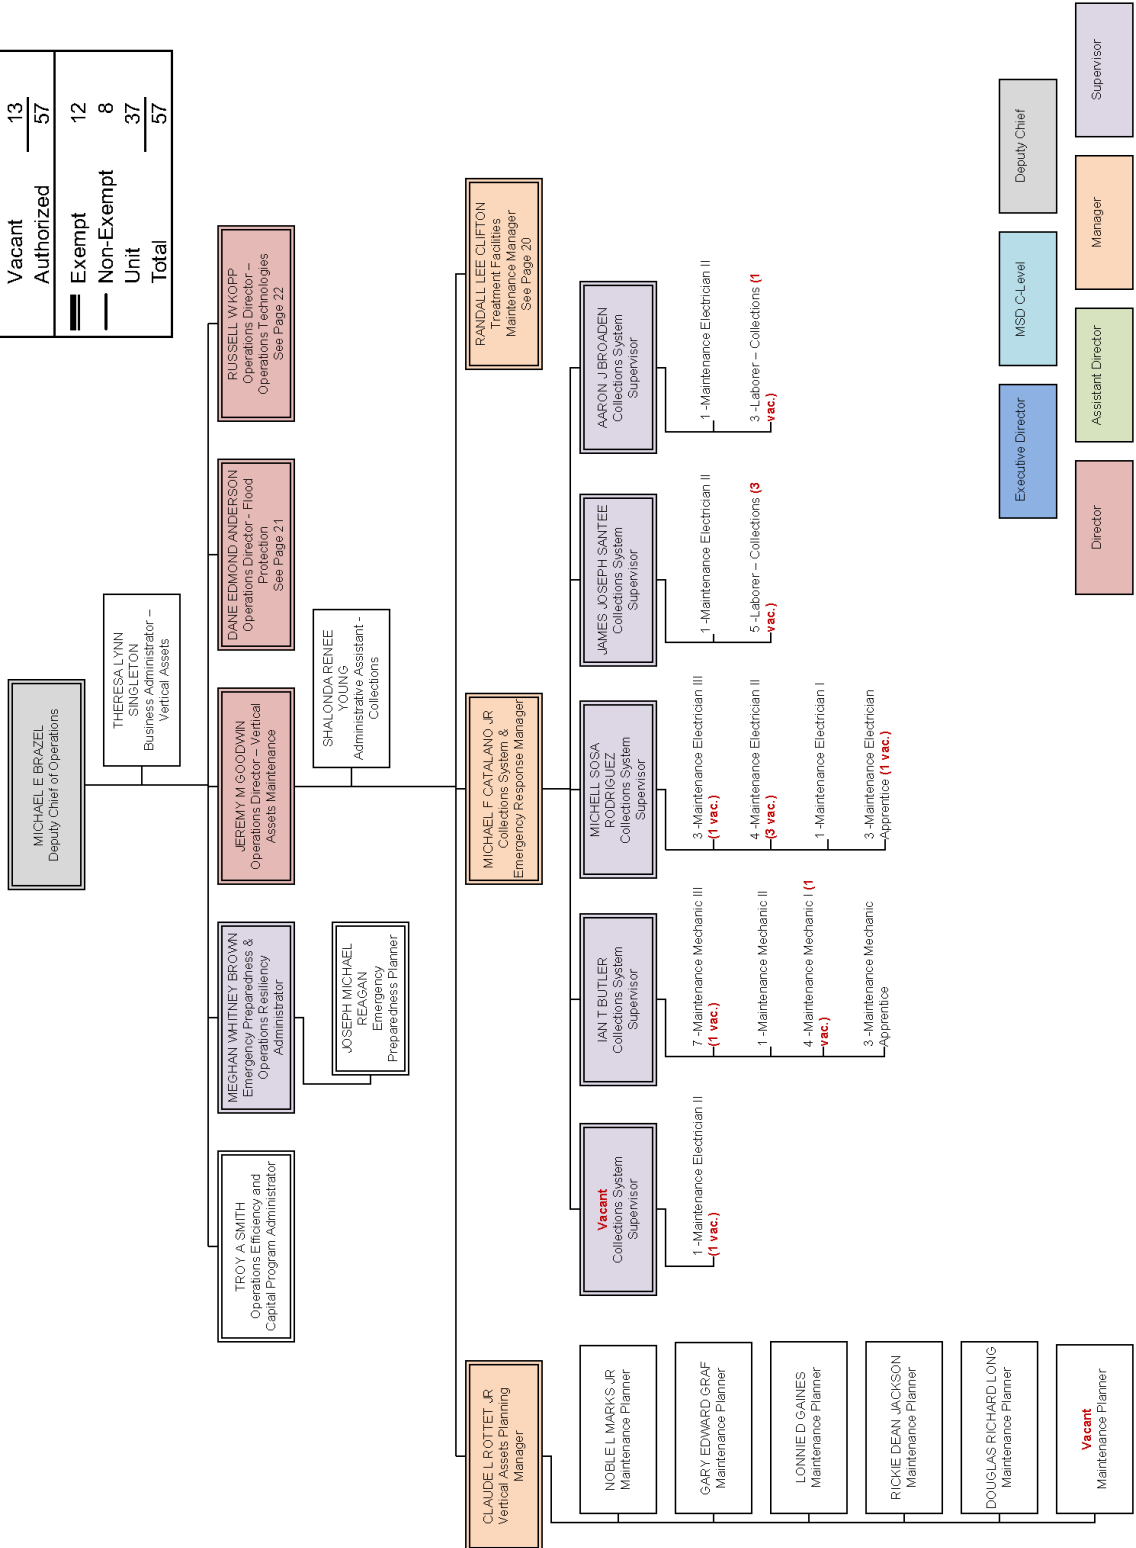 Vacant 13
Authorized 57
Exempt 12
Non-Exempt 8
Unit 37
Total 57
MICHAEL E BRAZEL
Deputy Chief of Operations
THERESA LYNN
SINGLETON
Business Administrator –
Vertical Assets
TROY A SMITH
Operations Efficiency and
Capital Program Administrator
MEGHAN WHITNEY BROWN
Emergency Preparedness &
Operations Resiliency
Administrator
JEREMY M GOODWIN
Operations Director – Vertical
Assets Maintenance
DANE EDMOND ANDERSON
Operations Director - Flood
Protection
See Page 21
RUSSELL W KOPP
Operations Director –
Operations Technologies
See Page 22
JOSEPH MICHAEL
REAGAN
Emergency
Preparedness Planner
SHALONDA RENEE
YOUNG
Administrative Assistant -
Collections
CLAUDE L ROTTET JR
Vertical Assets Planning
Manager
MICHAEL F CATALANO JR
Collections System &
Emergency Response Manager
RANDALL LEE CLIFTON
Treatment Facilities
Maintenance Manager
See Page 20
NOBLE L MARKS JR
Maintenance Planner
GARY EDWARD GRAF
Maintenance Planner
LONNIE D GAINES
Maintenance Planner
RICKIE DEAN JACKSON
Maintenance Planner
DOUGLAS RICHARD LONG
Maintenance Planner
Vacant
Maintenance Planner
Vacant
Collections System
Supervisor
1 -Maintenance Electrician II
(1 vac.)
IAN T BUTLER
Collections System
Supervisor
7 -Maintenance Mechanic III
(1 vac.)
1 -Maintenance Mechanic II
4 -Maintenance Mechanic I (1
vac.)
3 -Maintenance Mechanic
Apprentice
MICHELL SOSA
RODRIGUEZ
Collections System
Supervisor
3 -Maintenance Electrician III
(1 vac.)
4 -Maintenance Electrician II
(3 vac.)
1 -Maintenance Electrician I
3 -Maintenance Electrician
Apprentice (1 vac.)
JAMES JOSEPH SANTEE
Collections System
Supervisor
1 -Maintenance Electrician II
5 -Laborer – Collections (3
vac.)
AARON J BROADEN
Collections System
Supervisor
1 -Maintenance Electrician II
3 -Laborer – Collections (1
vac.)
Executive Director
MSD C-Level
Deputy Chief
Director
Assistant Director
Manager
Supervisor